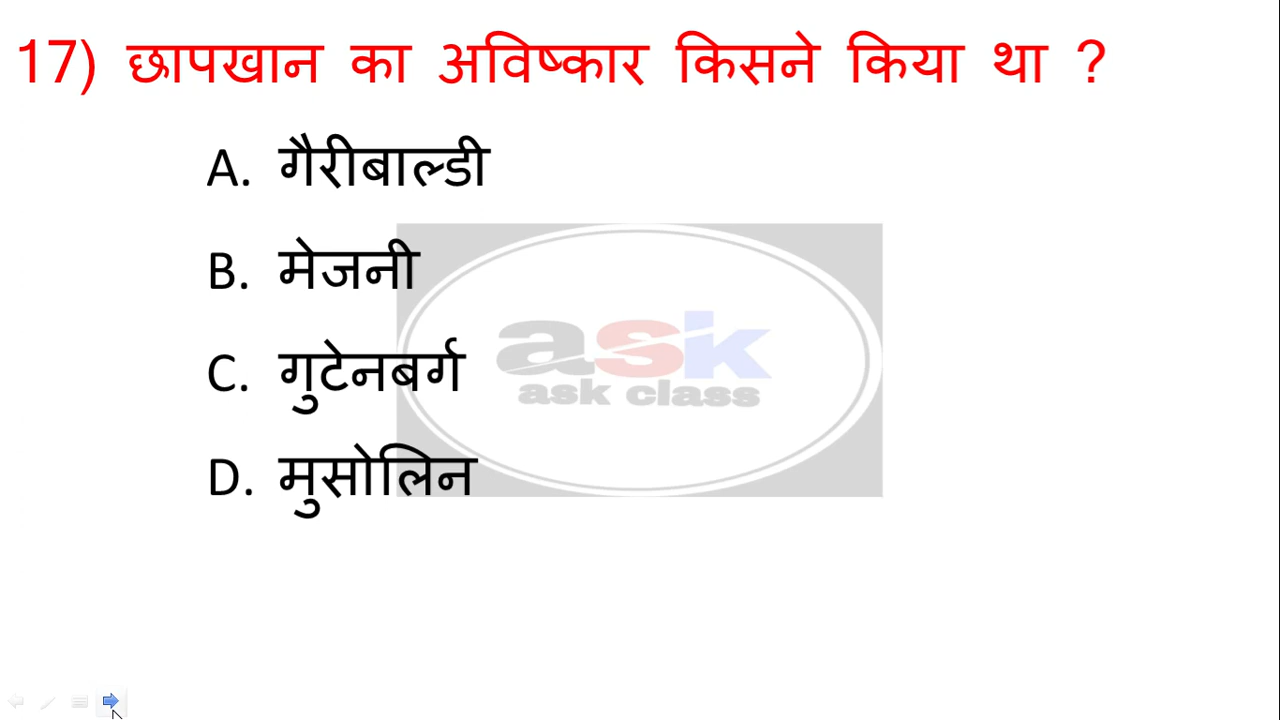 17) छापखान का अविष्कार किसने किया था ?
A. गैरीबाल्डी
B. मेजनी
C. गुटेनबर्ग
D. मुसोलिन
ask
ask class